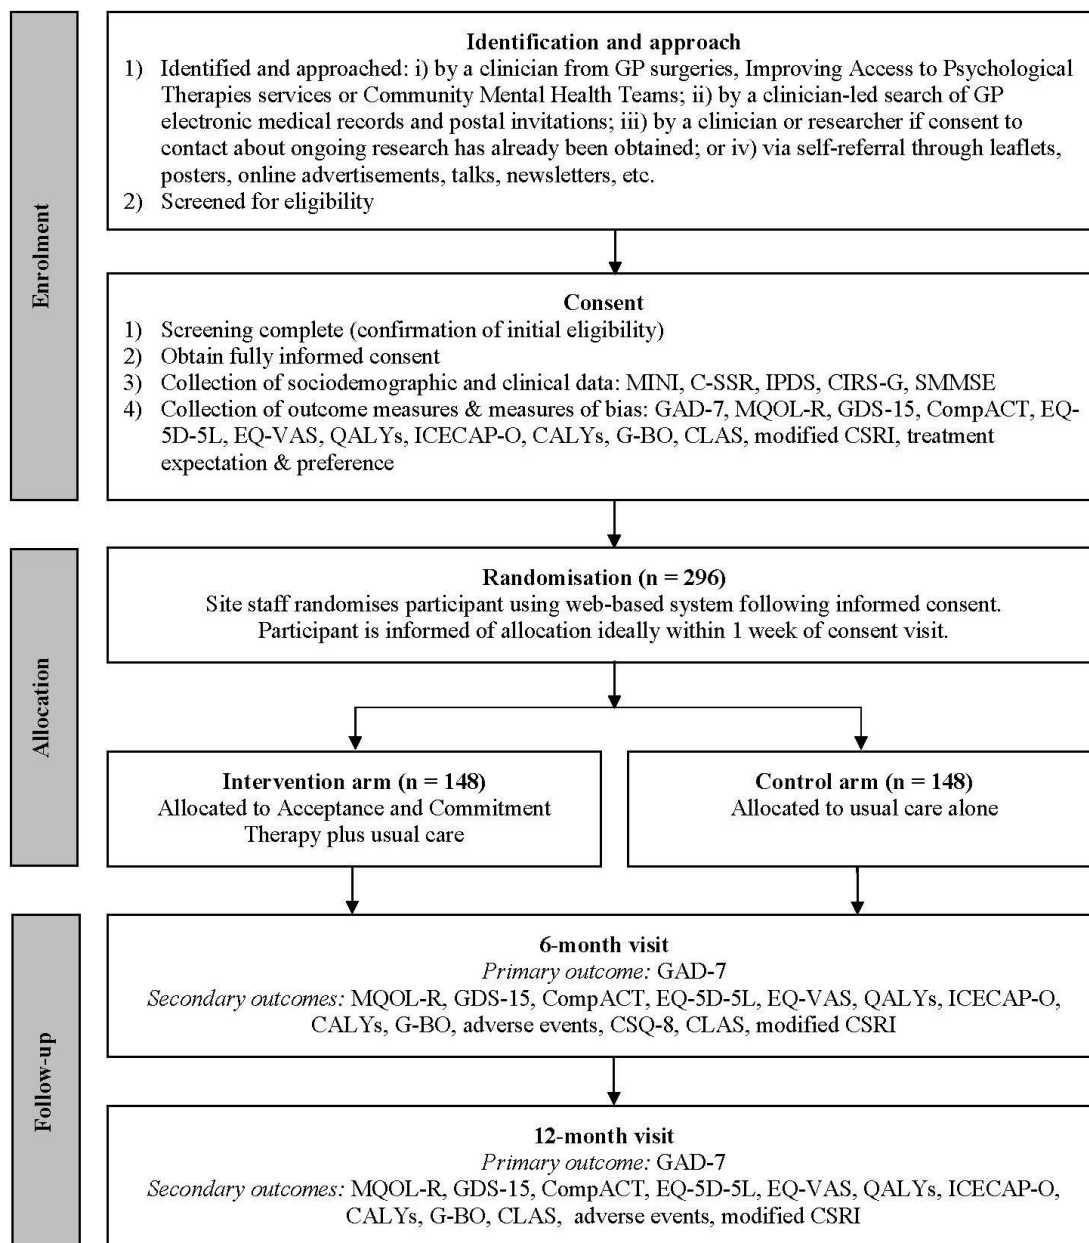 Enrolment
Identification and approach
1) Identified and approached: i) by a clinician from GP surgeries, Improving Access to Psychological
Therapies services or Community Mental Health Teams; ii) by a clinician-led search of GP
electronic medical records and postal invitations; iii) by a clinician or researcher if consent to
contact about ongoing research has already been obtained; or iv) via self-referral through leaflets,
posters, online advertisements, talks, newsletters, etc.
2) Screened for eligibility
Consent
1) Screening complete (confirmation of initial eligibility)
2) Obtain fully informed consent
3) Collection of sociodemographic and clinical data: MINI, C-SSR, IPDS, CIRS-G, SMMSE
4) Collection of outcome measures & measures of bias: GAD-7, MQOL-R, GDS-15, CompACT, EQ-
5D-5L, EQ-VAS, QALYs, ICECAP-O, CALYs, G-BO, CLAS, modified CSRI, treatment
expectation & preference
Allocation
Randomisation (n = 296)
Site staff randomises participant using web-based system following informed consent.
Participant is informed of allocation ideally within 1 week of consent visit.
Intervention arm (n = 148)
Allocated to Acceptance and Commitment
Therapy plus usual care
Control arm (n = 148)
Allocated to usual care alone
Follow-up
6-month visit
Primary outcome: GAD-7
Secondary outcomes: MQOL-R, GDS-15, CompACT, EQ-5D-5L, EQ-VAS, QALYs, ICECAP-O,
CALYs, G-BO, adverse events, CSQ-8, CLAS, modified CSRI
12-month visit
Primary outcome: GAD-7
Secondary outcomes: MQOL-R, GDS-15, CompACT, EQ-5D-5L, EQ-VAS, QALYs, ICECAP-O,
CALYs, G-BO, CLAS, adverse events, modified CSRI